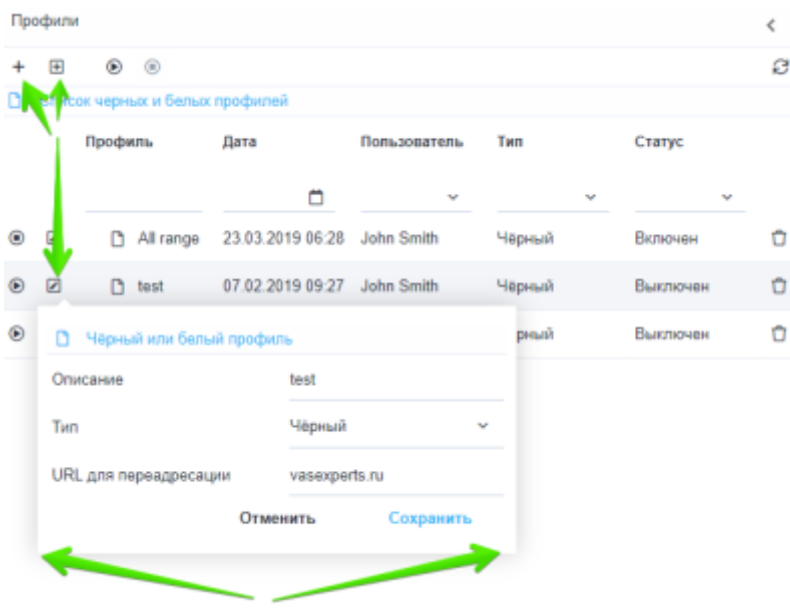 Профили
Список черных и белых профилей
Профиль Дата Пользователь Тип Статус
All range 23.03.2019 06:28 John Smith Чёрный Включен
test 07.02.2019 09:27 John Smith Чёрный Выключен
Выключен
Чёрный или белый профиль
Описание test
Тип Чёрный
URL для переадресации vasexperts.ru
Отменить Сохранить